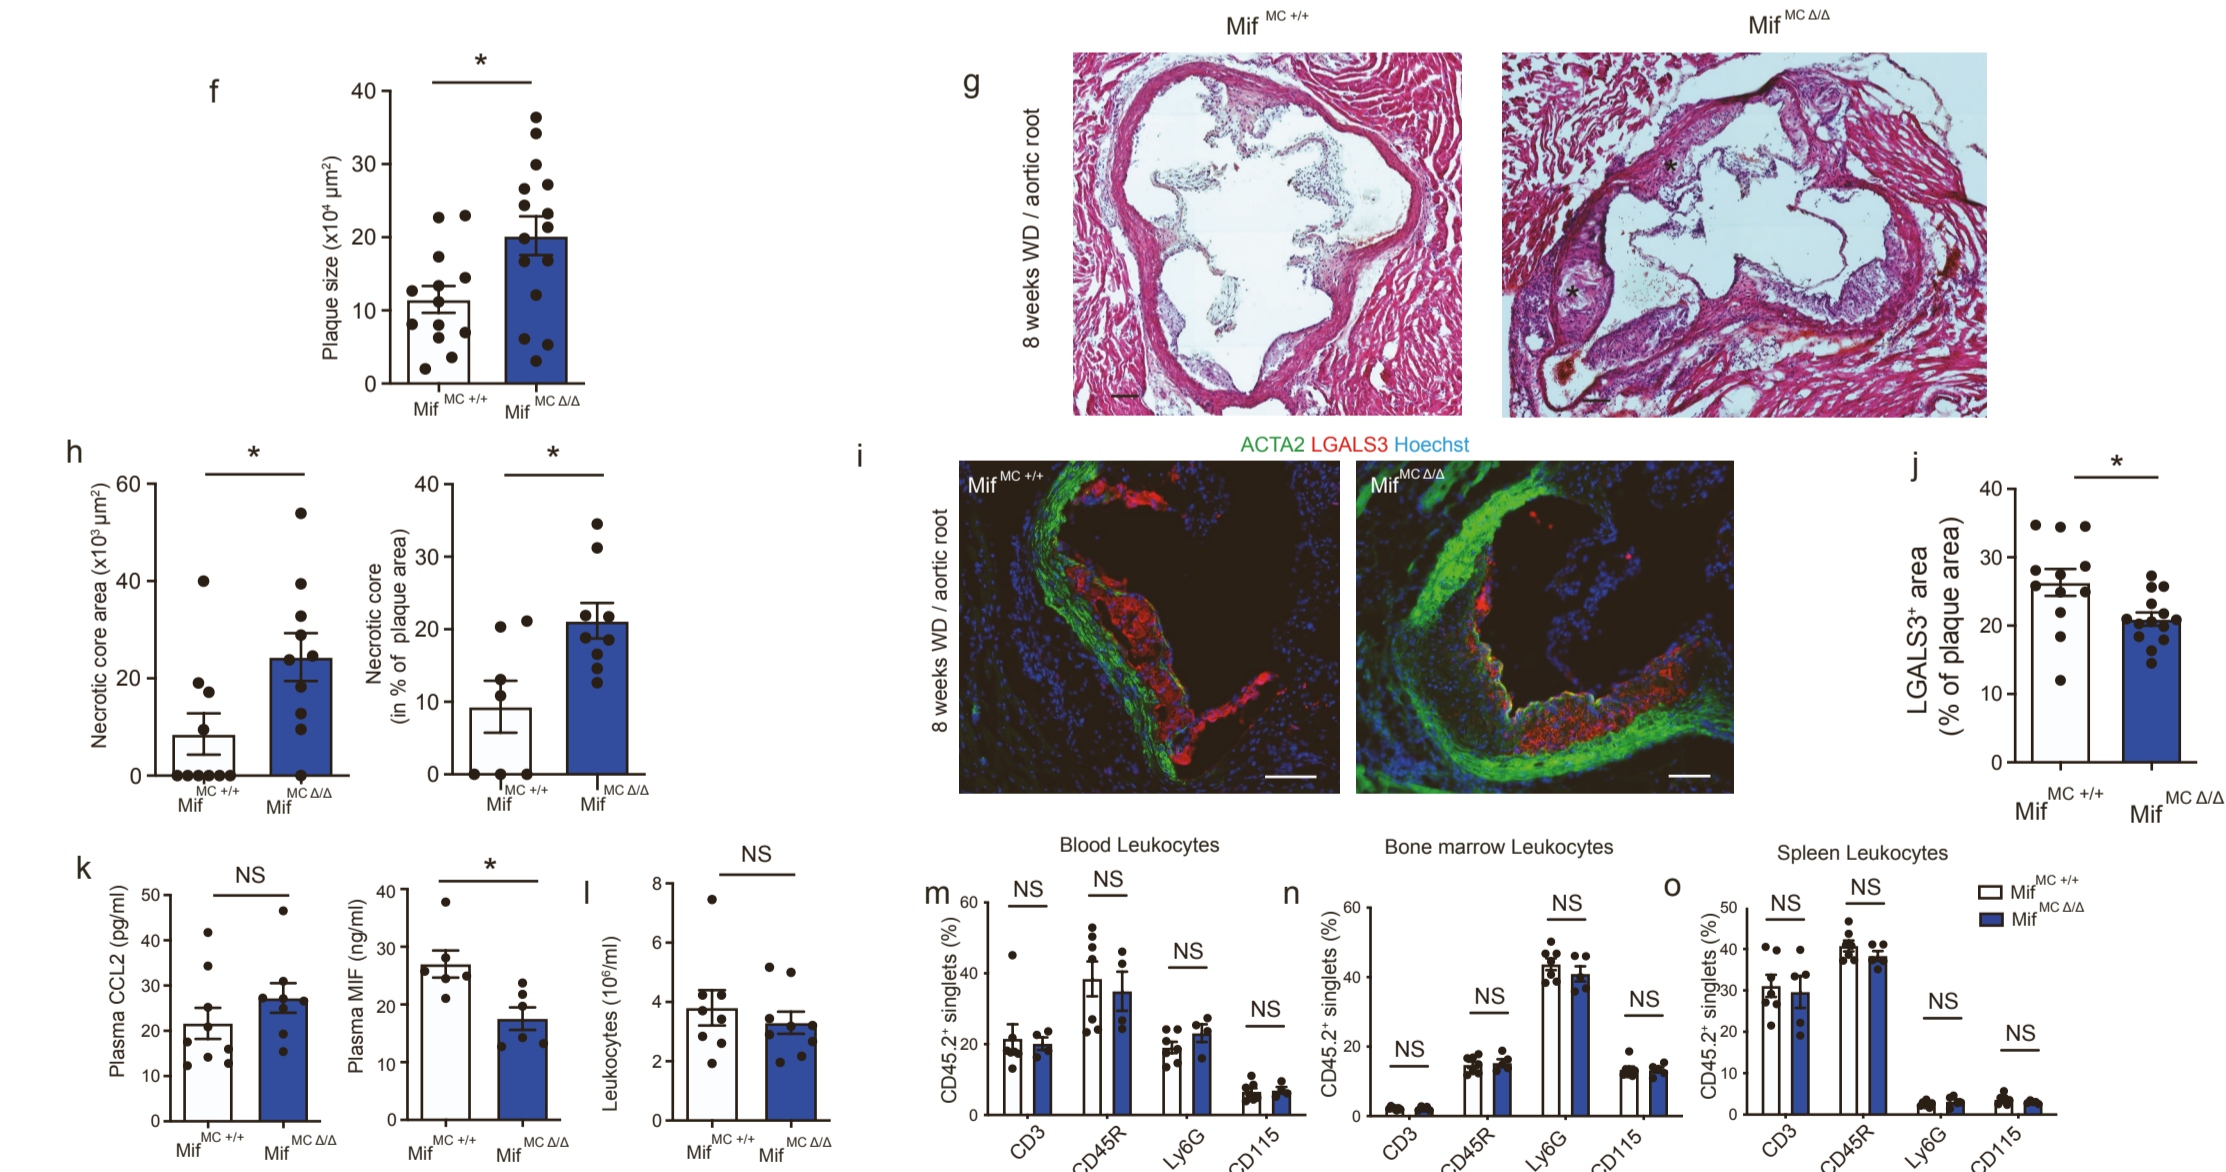 f
*
40
30
20
10
0
Plaque size (x10⁴ µm²)
Mif MC +/+
Mif MC Δ/Δ
g
Mif MC +/+
Mif MC Δ/Δ
8 weeks WD / aortic root
*
*
h
*
60
40
20
0
Necrotic core area (x10³ µm²)
Mif MC +/+
Mif MC Δ/Δ
*
40
30
20
10
0
Necrotic core
(in % of plaque area)
Mif MC +/+
Mif MC Δ/Δ
i
ACTA2 LGALS3 Hoechst
8 weeks WD / aortic root
Mif MC +/+
Mif MC Δ/Δ
j
*
40
30
20
10
0
LGALS3⁺ area
(% of plaque area)
Mif MC +/+
Mif MC Δ/Δ
k
NS
50
40
30
20
10
0
Plasma CCL2 (pg/ml)
Mif MC +/+
Mif MC Δ/Δ
*
40
30
20
10
0
Plasma MIF (ng/ml)
Mif MC +/+
Mif MC Δ/Δ
l
NS
8
6
4
2
0
Leukocytes (10⁶/ml)
Mif MC +/+
Mif MC Δ/Δ
m
Blood Leukocytes
NS
NS
NS
NS
60
40
20
0
CD45.2⁺ singlets (%)
CD3
CD45R
Ly6G
CD115
n
Bone marrow Leukocytes
NS
NS
NS
NS
60
40
20
0
CD45.2⁺ singlets (%)
CD3
CD45R
Ly6G
CD115
o
Spleen Leukocytes
NS
NS
NS
NS
50
40
30
20
10
0
CD45.2⁺ singlets (%)
CD3
CD45R
Ly6G
CD115
Mif MC +/+
Mif MC Δ/Δ